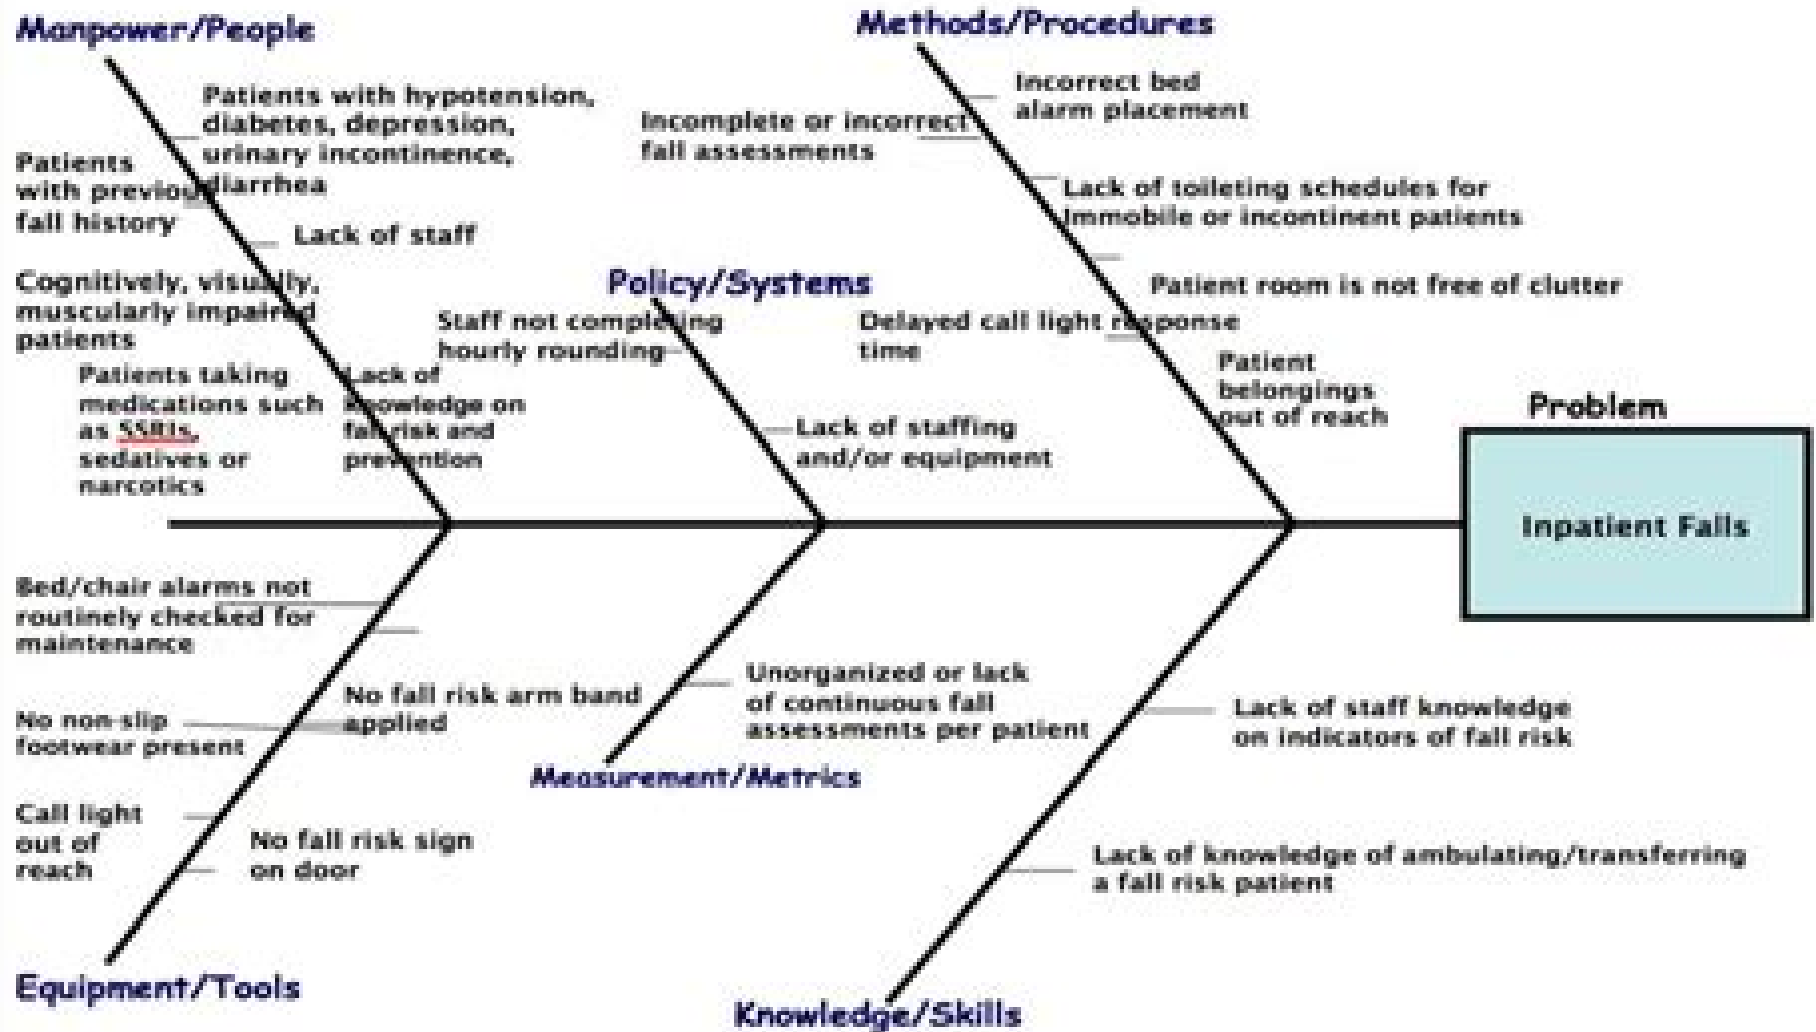 Manpower/People
Patients with hypotension,
diabetes, depression,
urinary incontinence,
diarrhea
Patients
with previous
fall history
Lack of staff
Cognitively, visually,
muscularly impaired
patients
Patients taking
medications such
as SSRIs,
sedatives or
narcotics
Lack of
knowledge on
fall risk and
prevention
Policy/Systems
Staff not completing
hourly rounding
Lack of staffing
and/or equipment
Methods/Procedures
Incorrect bed
alarm placement
Incomplete or incorrect
fall assessments
Lack of toileting schedules for
Immobile or incontinent patients
Patient room is not free of clutter
Delayed call light response
time
Patient
belongings
out of reach
Problem
Inpatient Falls
Bed/chair alarms not
routinely checked for
maintenance
No fall risk arm band
applied
No non-slip
footwear present
Call light
out of
reach
No fall risk sign
on door
Equipment/Tools
Unorganized or lack
of continuous fall
assessments per patient
Measurement/Metrics
Lack of staff knowledge
on indicators of fall risk
Lack of knowledge of ambulating/transferring
a fall risk patient
Knowledge/Skills